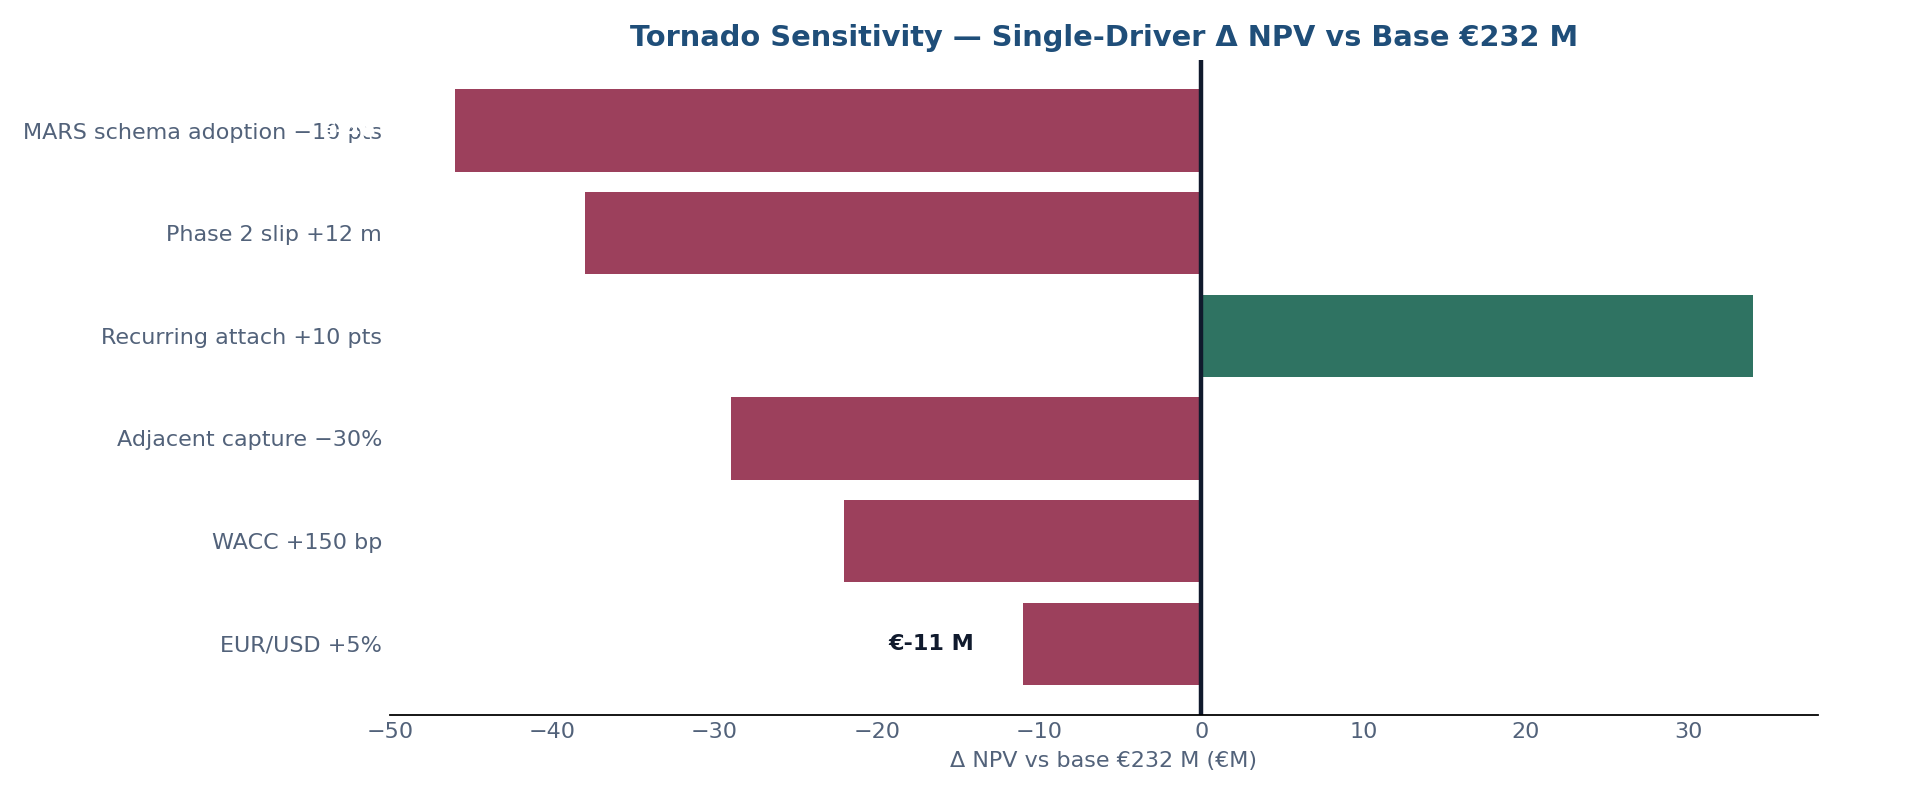 Tornado Sensitivity — Single-Driver Δ NPV vs Base €232 M
MARS schema adoption −10 pts
Phase 2 slip +12 m
Recurring attach +10 pts
Adjacent capture −30%
WACC +150 bp
EUR/USD +5%
€-11 M
−50 −40 −30 −20 −10 0 10 20 30
Δ NPV vs base €232 M (€M)